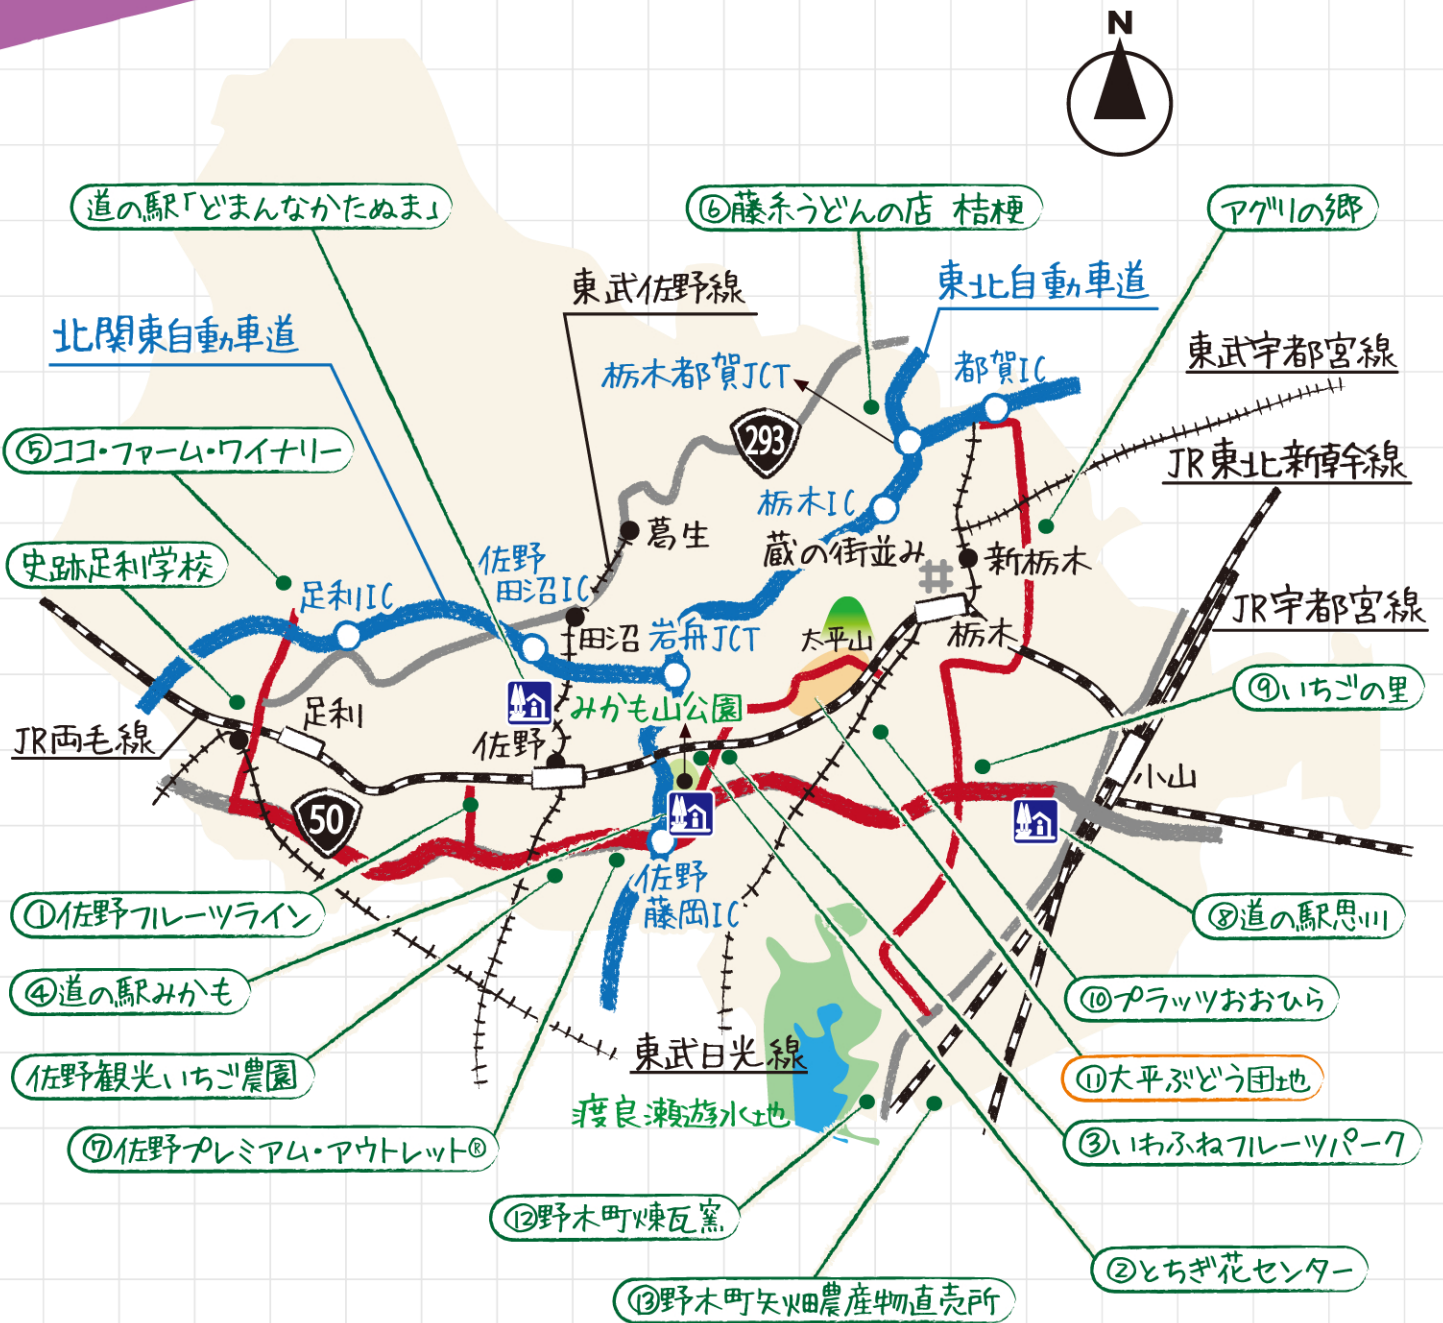 N
道の駅「どまんなかたぬま」
⑥藤糸うどんの店 桔梗
アグリの郷
東武佐野線
東北自動車道
北関東自動車道
栃木都賀JCT
都賀IC
東武宇都宮線
293
⑤ココ・ファーム・ワイナリー
JR東北新幹線
栃木IC
葛生
蔵の街並み
新栃木
史跡足利学校
佐野
田沼IC
足利IC
JR宇都宮線
田沼
岩舟JCT
太平山
栃木
⑨いちごの里
みかも山公園
足利
JR両毛線
佐野
小山
50
①佐野フルーツライン
佐野
藤岡IC
⑧道の駅思川
④道の駅みかも
⑩プラッツおおひら
東武日光線
佐野観光いちご農園
⑪大平ぶどう団地
渡良瀬遊水地
⑦佐野プレミアム・アウトレット®
③いわふねフルーツパーク
⑫野木町煉瓦窯
②とちぎ花センター
⑬野木町矢畑農産物直売所